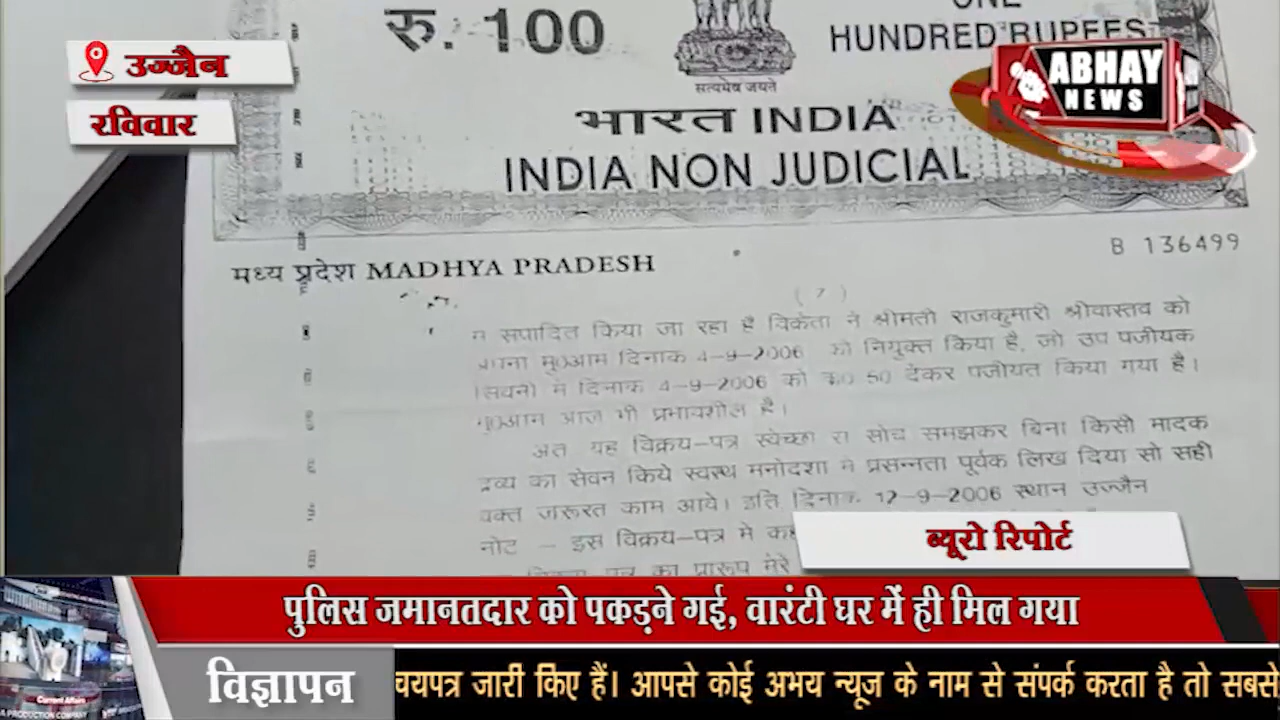 रु. 100
ONE
HUNDRED RUPEES
सत्यमेव जयते
भारत INDIA
INDIA NON JUDICIAL
उज्जैन
रविवार
ABHAY
NEWS
मध्य प्रदेश MADHYA PRADESH
B 136499
( 7 )
म सपादित किया जा रहा है विकेता ने श्रीमती राजकुमारी श्रीवास्तव को
मु0आम दिनाक 4-9-2006 को नियुक्त किया है, जो उप पजीयक
मे दिनाक 4-9-2006 को 50 देकर पजीयत किया गया है।
मु0आम आज भी प्रभावशील है।
अत यह विक्रय-पत्र स्वेच्छा स सोच समझकर बिना किसी मादक
द्रव्य का सेवन किये स्वस्थ मनोदशा मे प्रसन्नता पूर्वक लिख दिया सो सही
वक्त जरूरत काम आवे। इति दिनाक 12-9-2006 स्थान उज्जैन
नोट - इस विक्रय-पत्र मे
का प्रारूप मेरे
ब्यूरो रिपोर्ट
पुलिस जमानतदार को पकड़ने गई, वारंटी घर में ही मिल गया
विज्ञापन
चयपत्र जारी किए हैं। आपसे कोई अभय न्यूज के नाम से संपर्क करता है तो सबसे